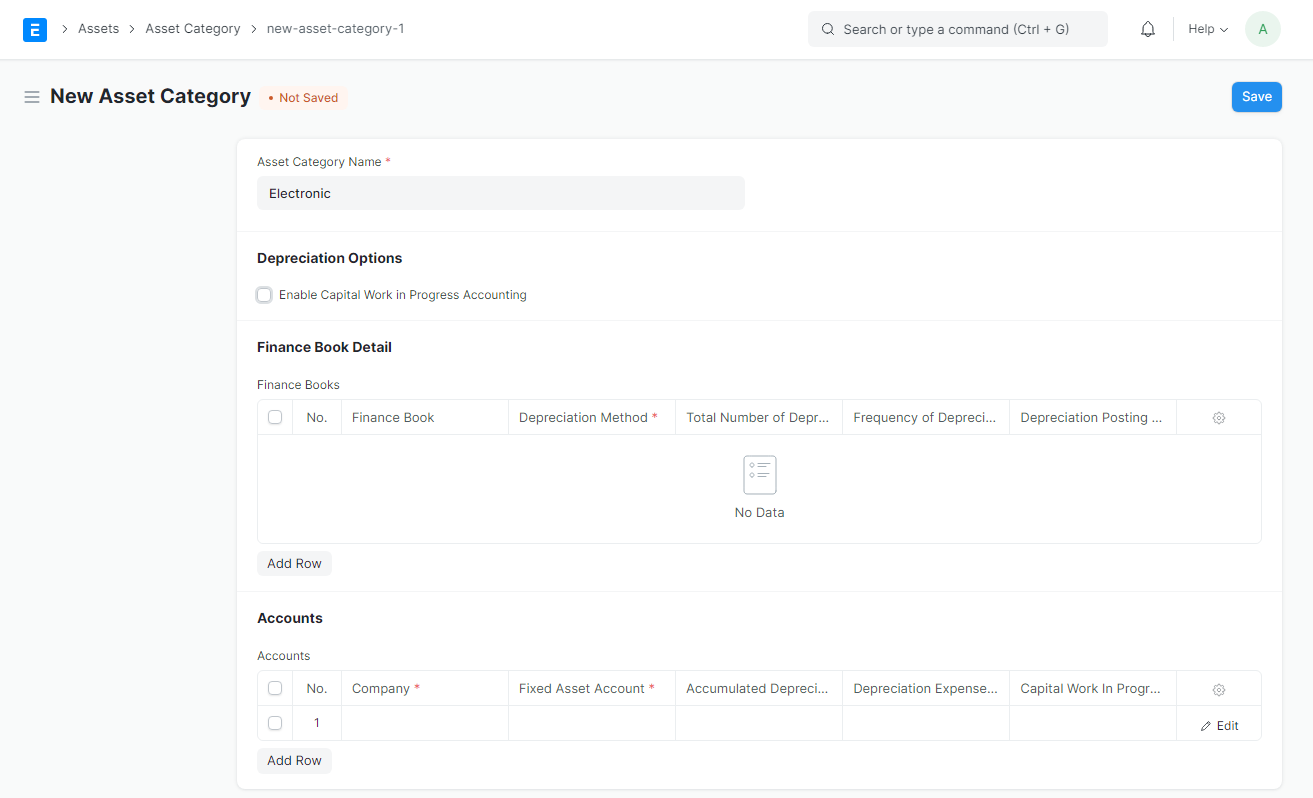 E Assets Asset Category new-asset-category-1 Search or type a command (Ctrl + G) Help A
New Asset Category • Not Saved Save
Asset Category Name *
Electronic
Depreciation Options
Enable Capital Work in Progress Accounting
Finance Book Detail
Finance Books
No. Finance Book Depreciation Method * Total Number of Depr... Frequency of Depreci... Depreciation Posting ...
No Data
Add Row
Accounts
Accounts
No. Company * Fixed Asset Account * Accumulated Depreci... Depreciation Expense... Capital Work In Progr...
1 Edit
Add Row